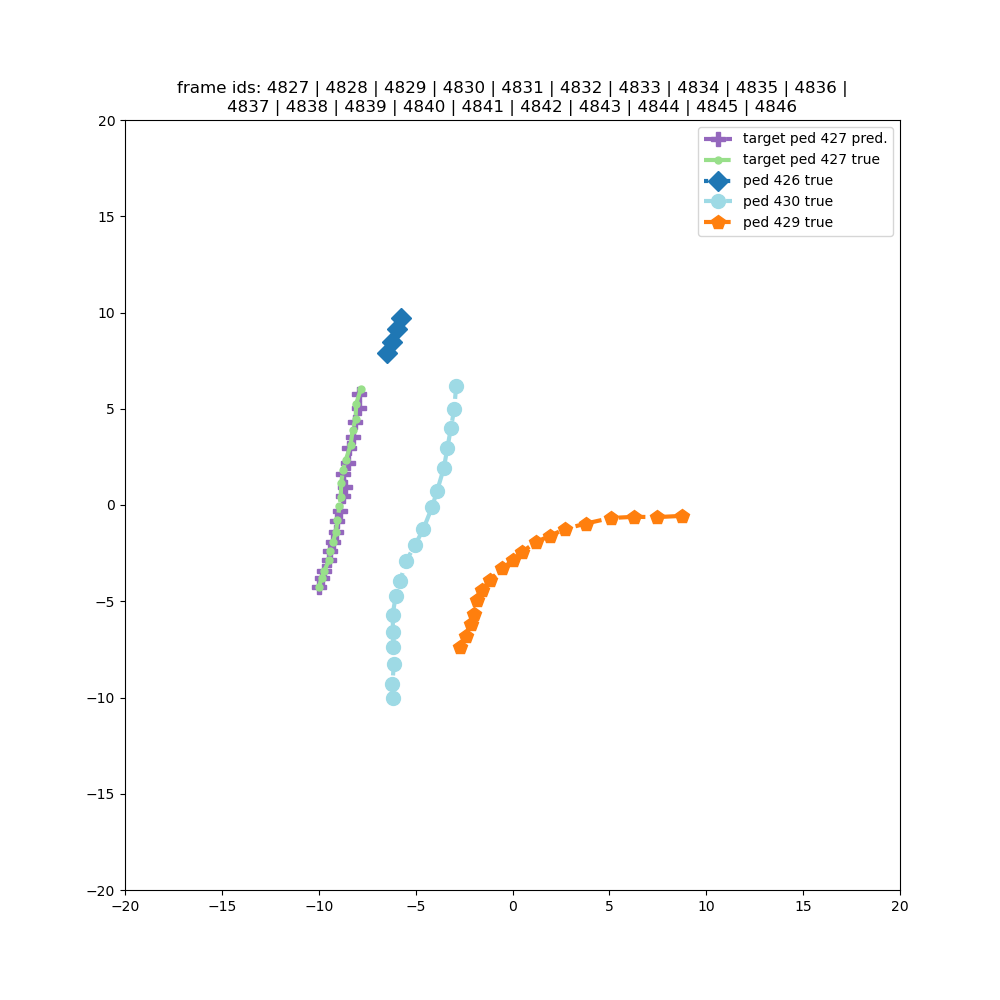 frame ids: 4827 | 4828 | 4829 | 4830 | 4831 | 4832 | 4833 | 4834 | 4835 | 4836 |
4837 | 4838 | 4839 | 4840 | 4841 | 4842 | 4843 | 4844 | 4845 | 4846
target ped 427 pred.
target ped 427 true
ped 426 true
ped 430 true
ped 429 true
20
15
10
5
0
−5
−10
−15
−20
−20 −15 −10 −5 0 5 10 15 20